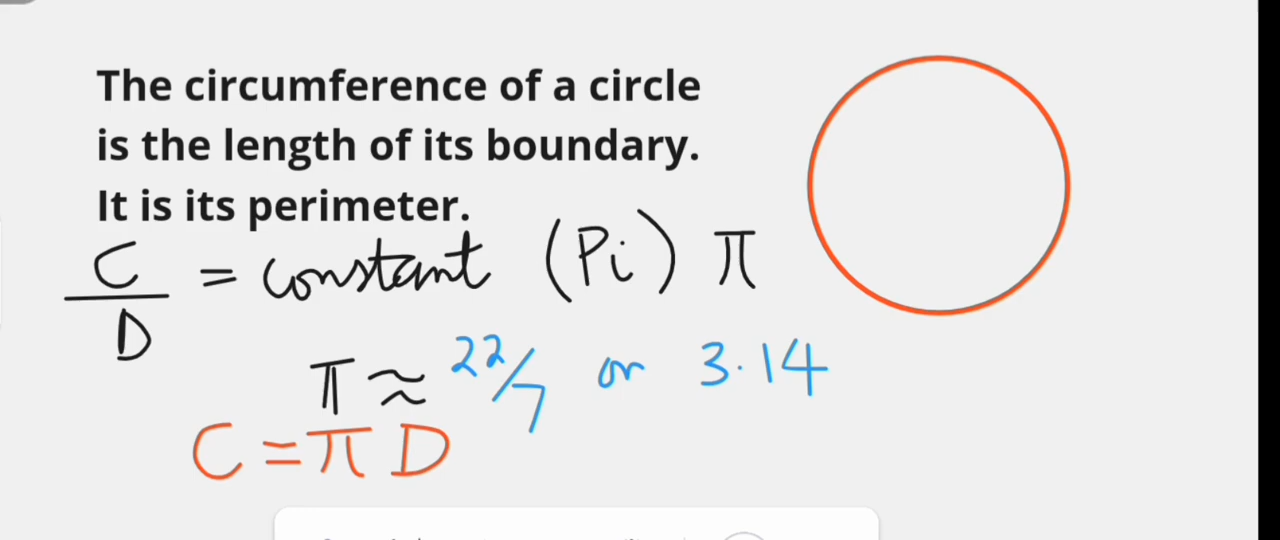 The circumference of a circle
is the length of its boundary.
It is its perimeter.
C/D = constant (Pi) π
π ≈ 22/7 or 3.14
C = π D